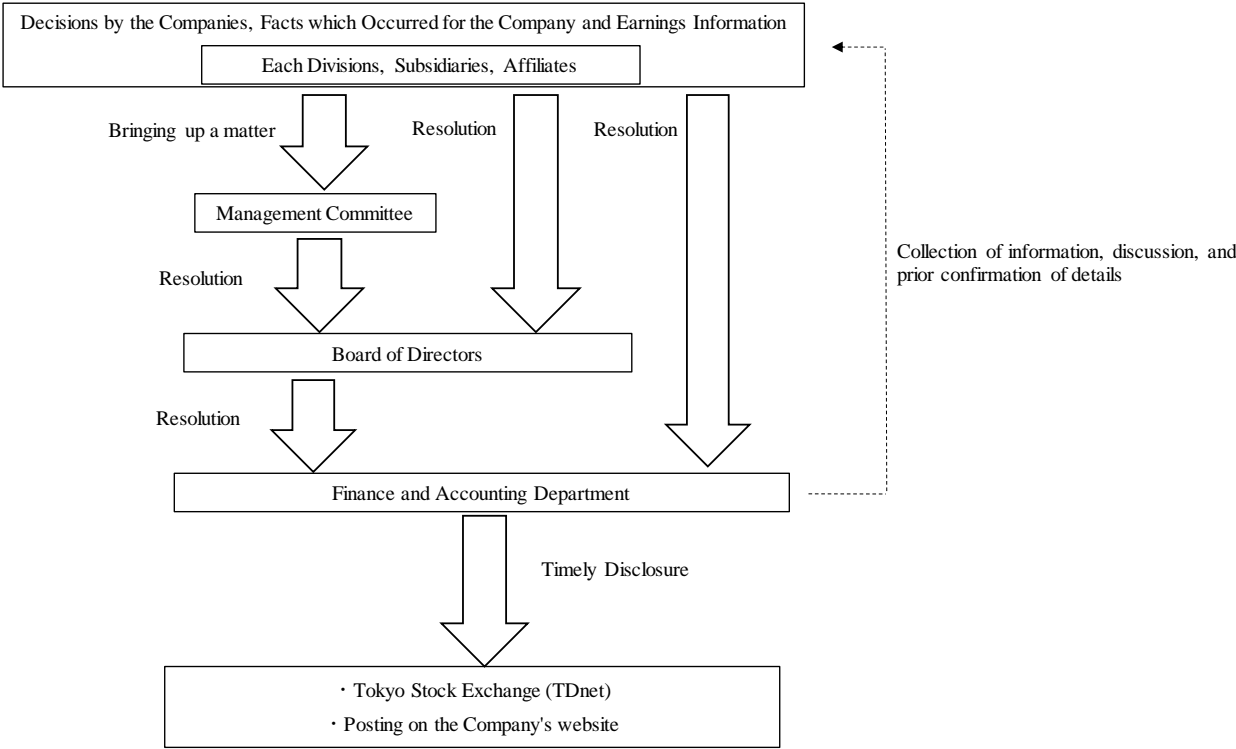 Decisions by the Companies, Facts which Occurred for the Company and Earnings Information
Each Divisions, Subsidiaries, Affiliates
Bringing up a matter
Resolution
Resolution
Management Committee
Resolution
Collection of information, discussion, and
prior confirmation of details
Board of Directors
Resolution
Finance and Accounting Department
Timely Disclosure
・Tokyo Stock Exchange (TDnet)
・Posting on the Company's website